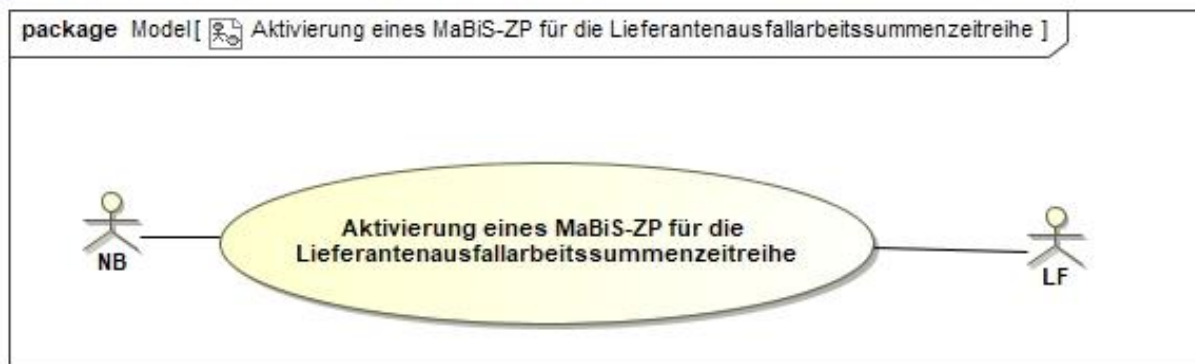 package Model[ Aktivierung eines MaBiS-ZP für die Lieferantenausfallarbeitssummenzeitreihe ]
Aktivierung eines MaBiS-ZP für die
Lieferantenausfallarbeitssummenzeitreihe
NB
LF